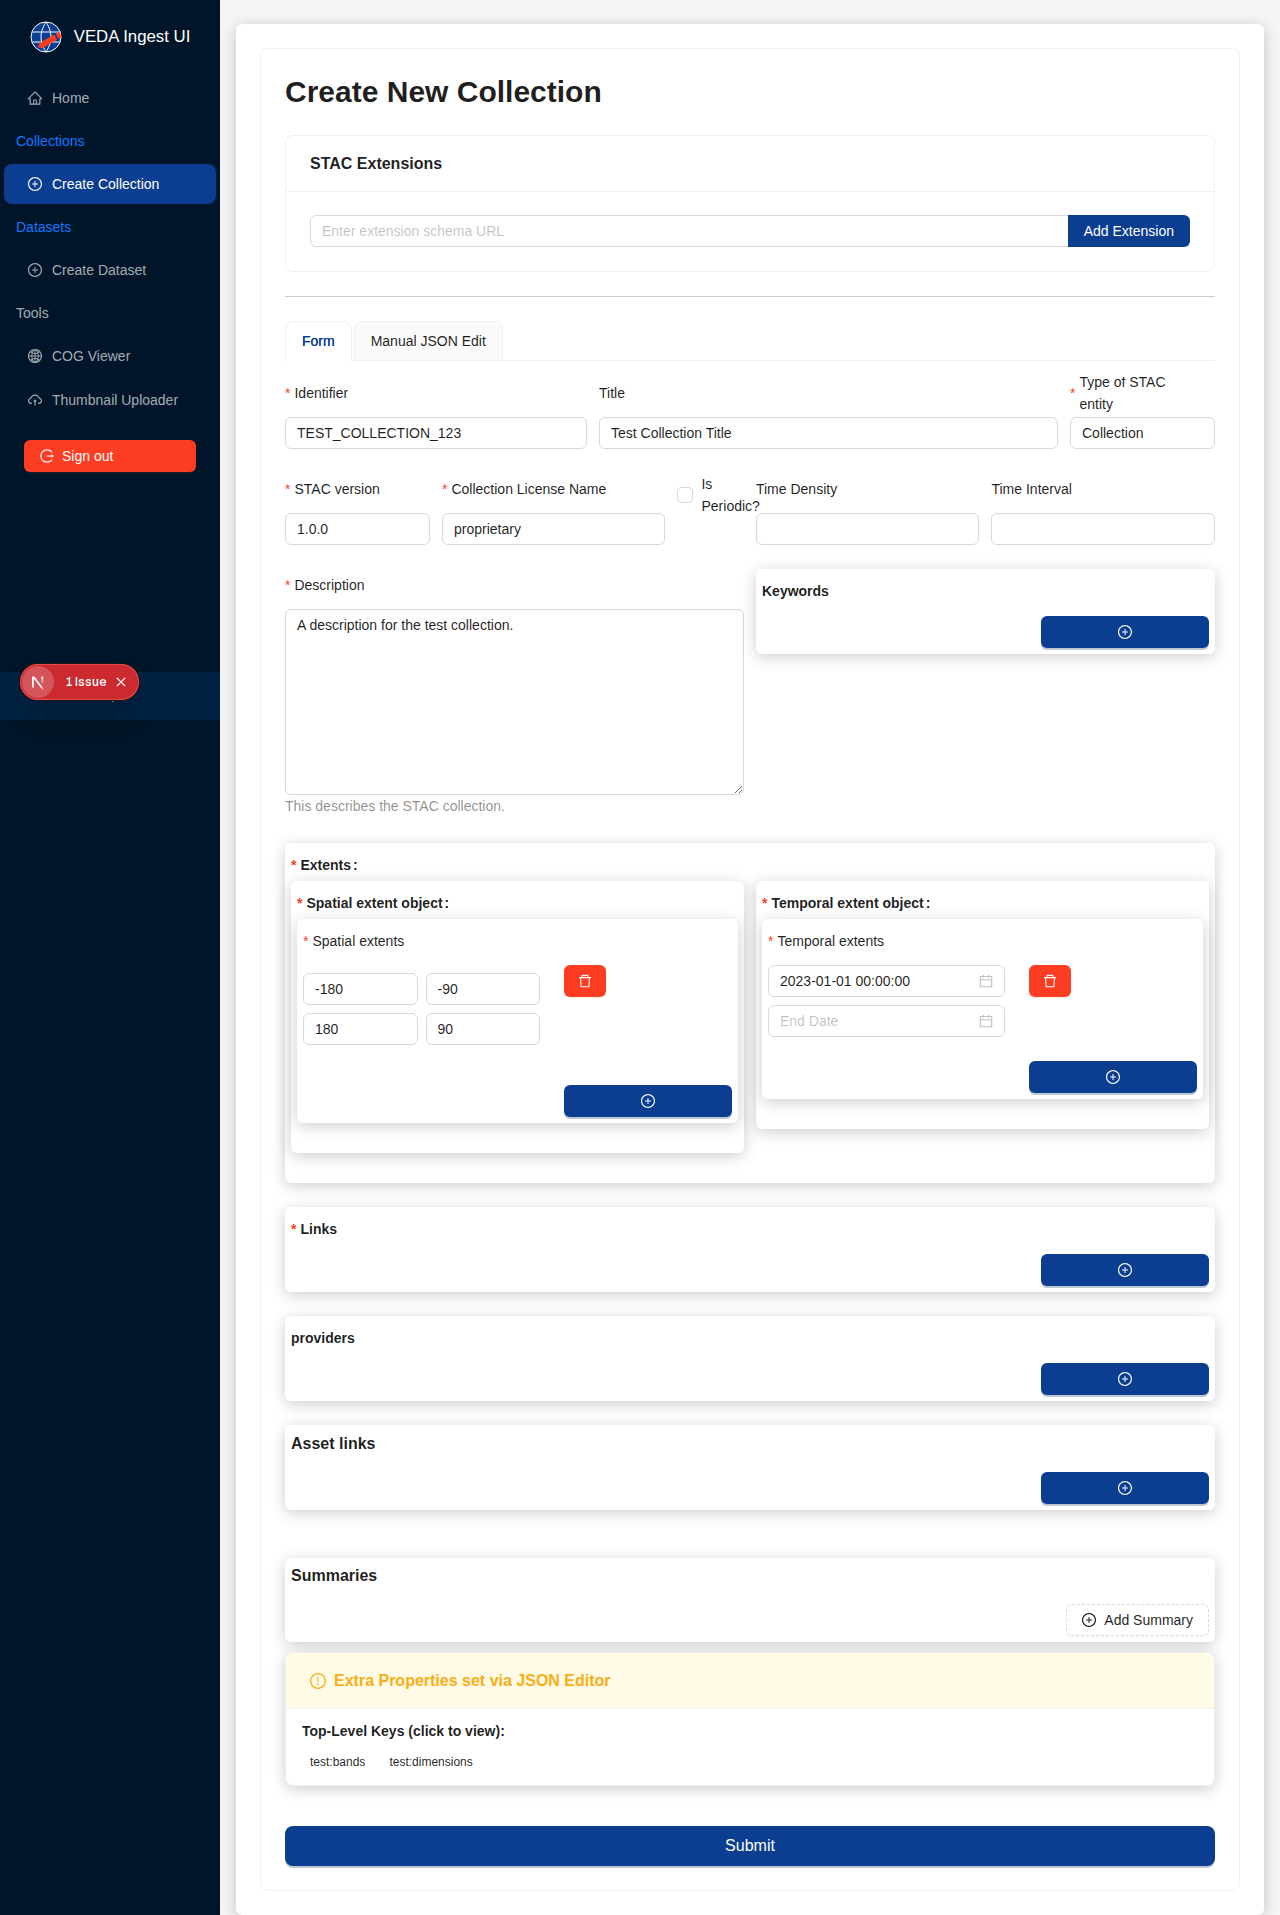 VEDA Ingest UI
Home
Collections
Create Collection
Datasets
Create Dataset
Tools
COG Viewer
Thumbnail Uploader
Sign out
1 Issue
Create New Collection
STAC Extensions
Enter extension schema URL
Add Extension
Form
Manual JSON Edit
* Identifier
Title
* Type of STAC entity
TEST_COLLECTION_123
Test Collection Title
Collection
* STAC version
* Collection License Name
Is Periodic?
Time Density
Time Interval
1.0.0
proprietary
* Description
Keywords
A description for the test collection.
This describes the STAC collection.
* Extents:
* Spatial extent object:
* Temporal extent object:
* Spatial extents
* Temporal extents
-180
-90
2023-01-01 00:00:00
180
90
End Date
* Links
providers
Asset links
Summaries
Add Summary
Extra Properties set via JSON Editor
Top-Level Keys (click to view):
test:bands
test:dimensions
Submit